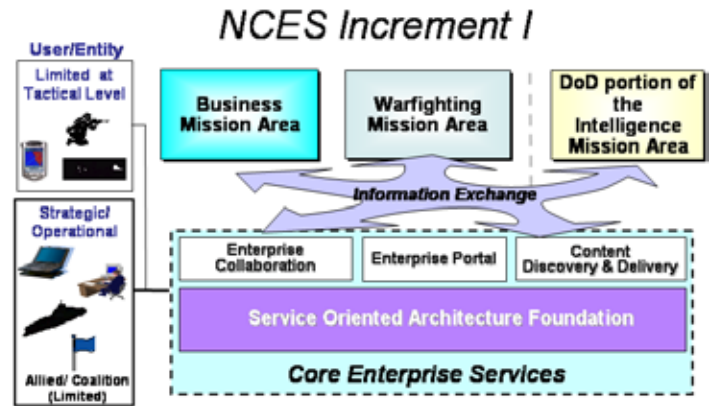 NCES Increment I
User/Entity
Limited at
Tactical Level
Strategic/
Operational
Allied/ Coalition
(Limited)
Business
Mission Area
Warfighting
Mission Area
DoD portion of
the
Intelligence
Mission Area
Information Exchange
Enterprise
Collaboration
Enterprise Portal
Content
Discovery & Delivery
Service Oriented Architecture Foundation
Core Enterprise Services